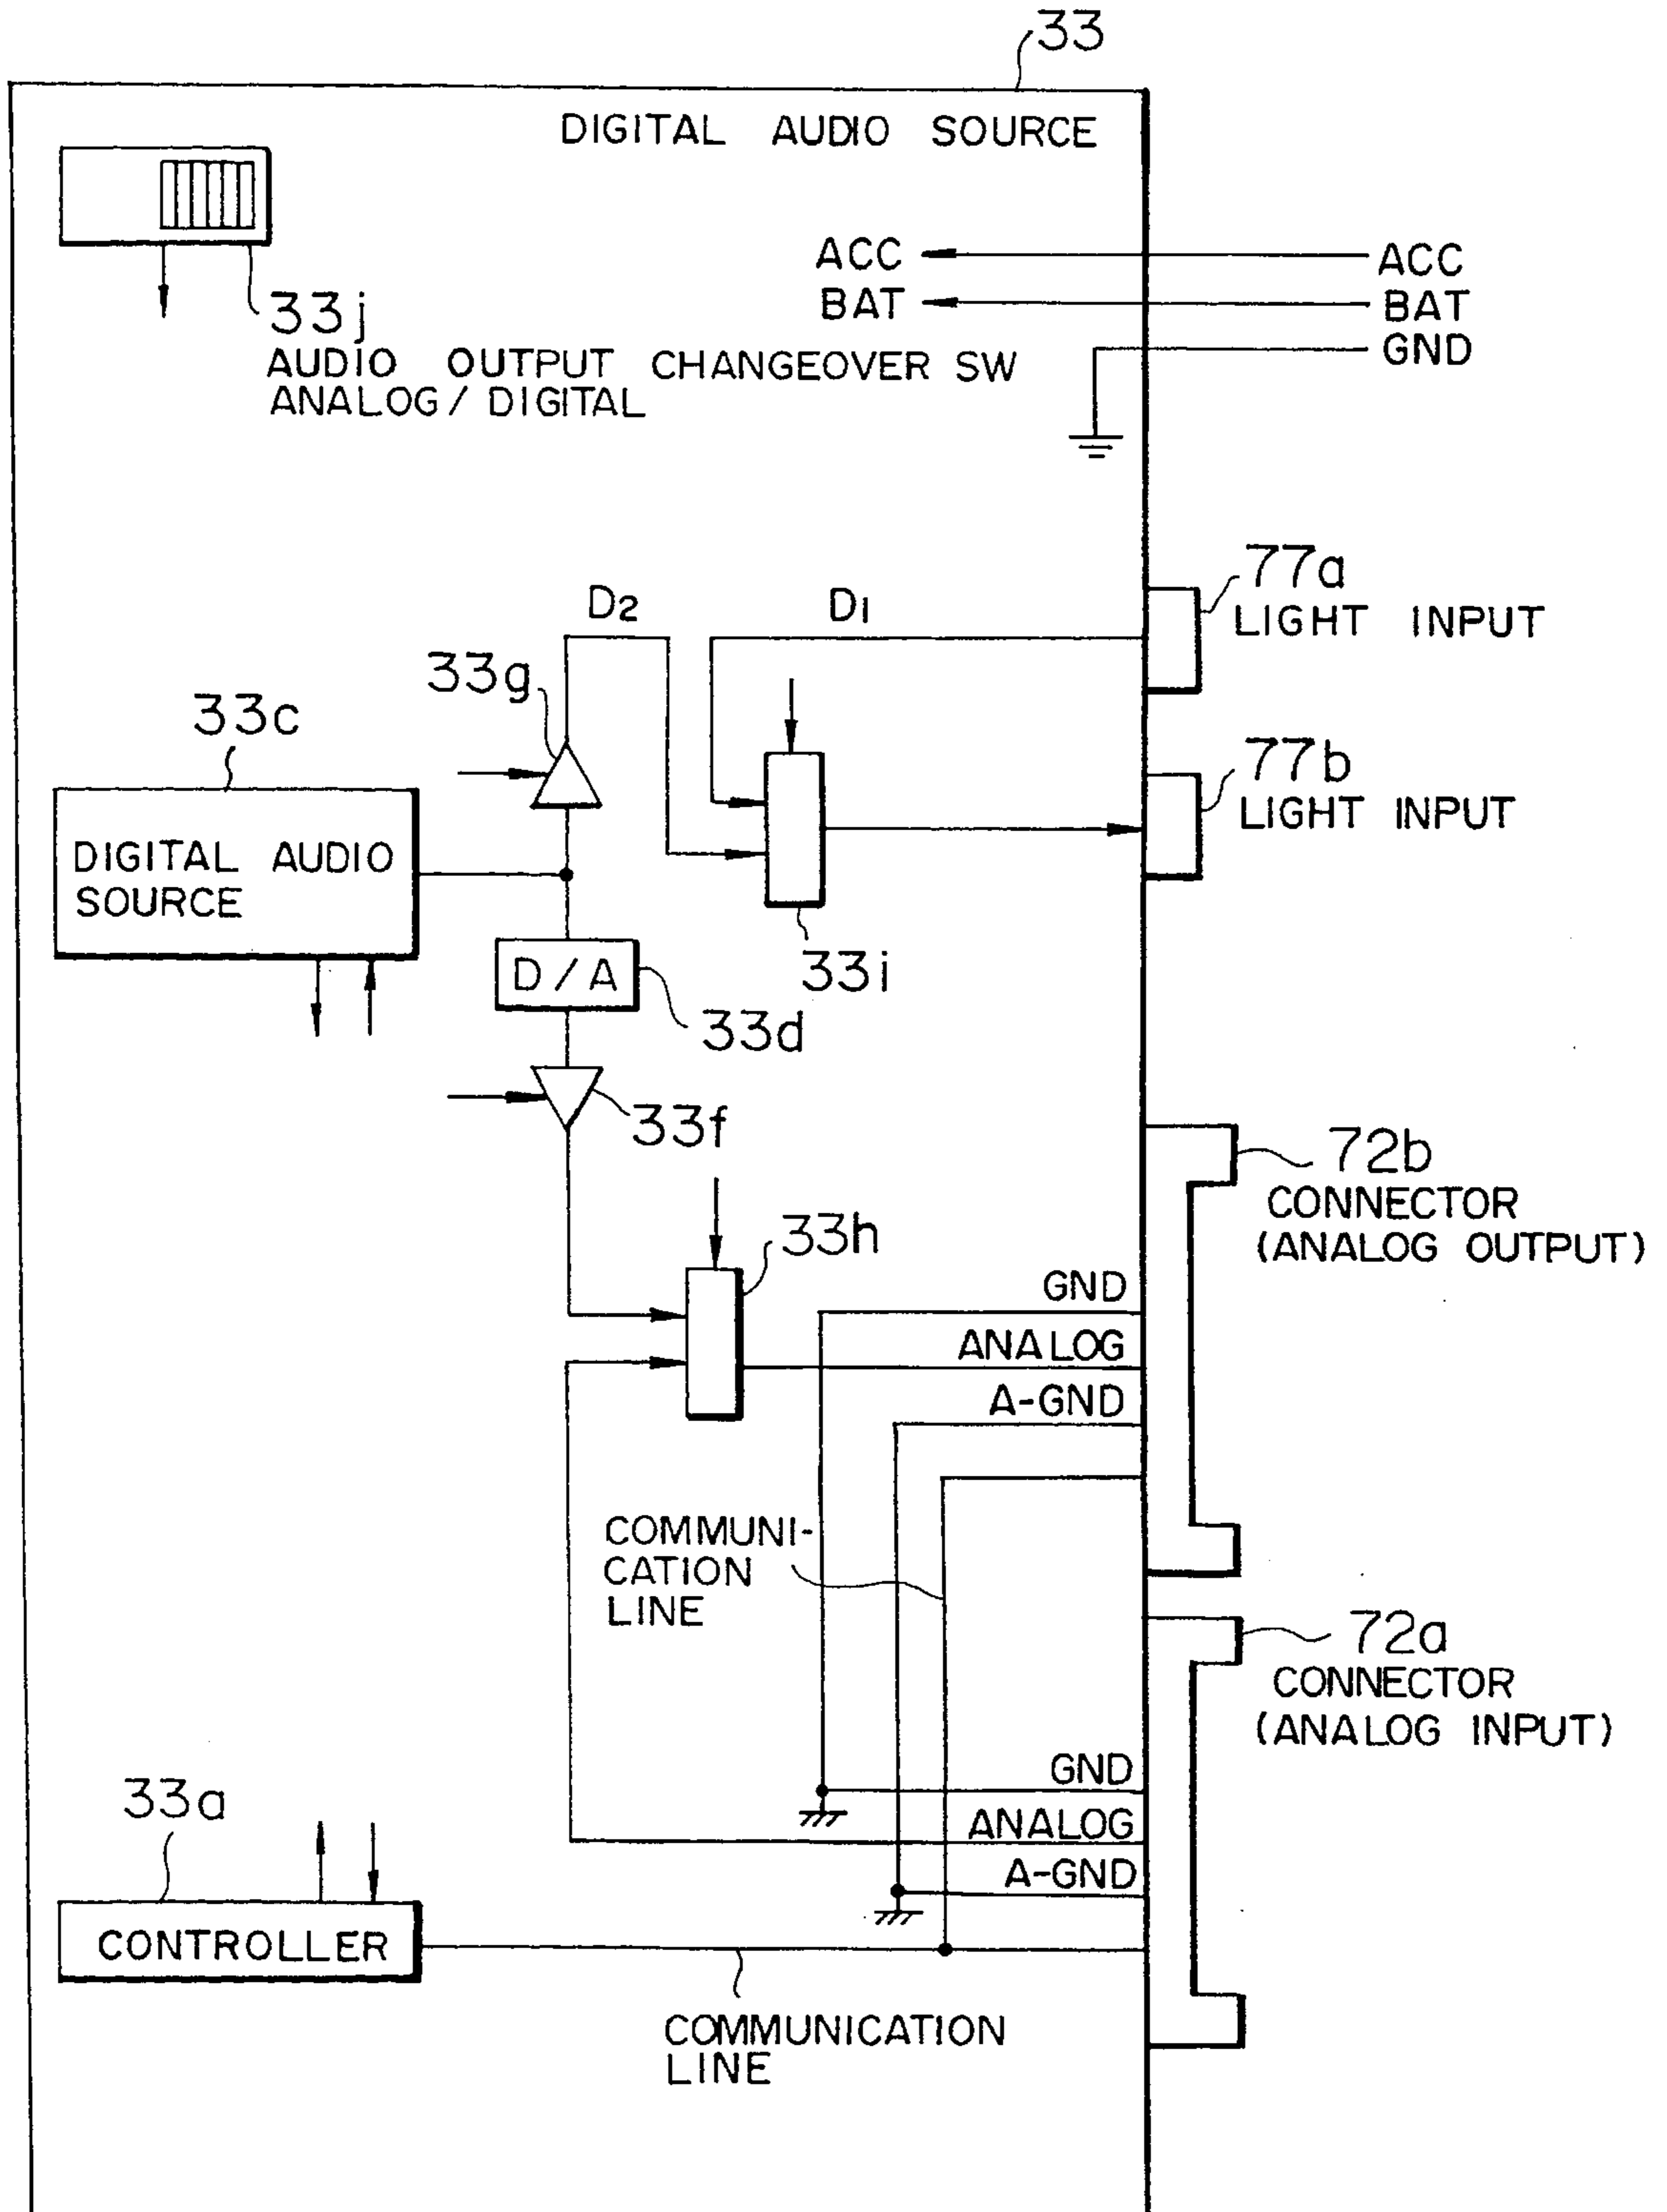 33
DIGITAL AUDIO SOURCE
ACC
ACC
BAT
BAT
GND
33j
AUDIO OUTPUT CHANGEOVER SW
ANALOG / DIGITAL
77a
LIGHT INPUT
D2
D1
33g
33c
77b
LIGHT INPUT
DIGITAL AUDIO
SOURCE
D / A
33i
33d
33f
72b
CONNECTOR
(ANALOG OUTPUT)
33h
GND
ANALOG
A-GND
COMMUNI-
CATION
LINE
72a
CONNECTOR
(ANALOG INPUT)
GND
33a
ANALOG
A-GND
CONTROLLER
COMMUNICATION
LINE